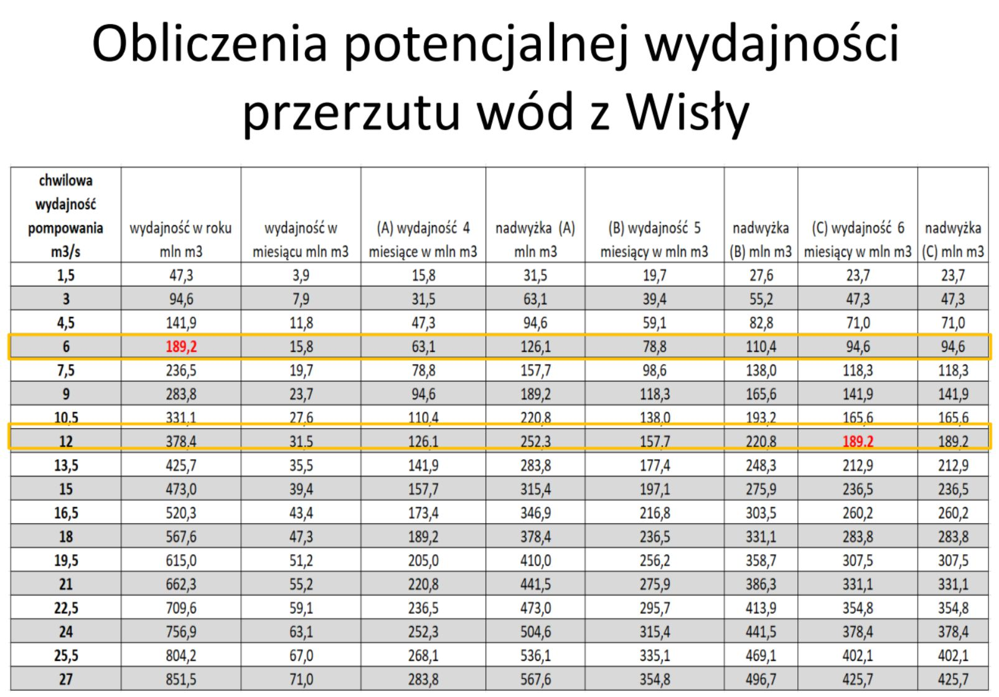 Obliczenia potencjalnej wydajności
przerzutu wód z Wisły
chwilowa
wydajność
pompowania
m3/s
wydajność w roku
mln m3
wydajność w
miesiącu mln m3
(A) wydajność 4
miesiące w mln m3
nadwyżka (A)
mln m3
(B) wydajność 5
miesiący w mln m3
nadwyżka
(B) mln m3
(C) wydajność 6
miesiący w mln m3
nadwyżka
(C) mln m3
1,5 47,3 3,9 15,8 31,5 19,7 27,6 23,7 23,7
3 94,6 7,9 31,5 63,1 39,4 55,2 47,3 47,3
4,5 141,9 11,8 47,3 94,6 59,1 82,8 71,0 71,0
6 189,2 15,8 63,1 126,1 78,8 110,4 94,6 94,6
7,5 236,5 19,7 78,8 157,7 98,6 138,0 118,3 118,3
9 283,8 23,7 94,6 189,2 118,3 165,6 141,9 141,9
10,5 331,1 27,6 110,4 220,8 138,0 193,2 165,6 165,6
12 378,4 31,5 126,1 252,3 157,7 220,8 189,2 189,2
13,5 425,7 35,5 141,9 283,8 177,4 248,3 212,9 212,9
15 473,0 39,4 157,7 315,4 197,1 275,9 236,5 236,5
16,5 520,3 43,4 173,4 346,9 216,8 303,5 260,2 260,2
18 567,6 47,3 189,2 378,4 236,5 331,1 283,8 283,8
19,5 615,0 51,2 205,0 410,0 256,2 358,7 307,5 307,5
21 662,3 55,2 220,8 441,5 275,9 386,3 331,1 331,1
22,5 709,6 59,1 236,5 473,0 295,7 413,9 354,8 354,8
24 756,9 63,1 252,3 504,6 315,4 441,5 378,4 378,4
25,5 804,2 67,0 268,1 536,1 335,1 469,1 402,1 402,1
27 851,5 71,0 283,8 567,6 354,8 496,7 425,7 425,7